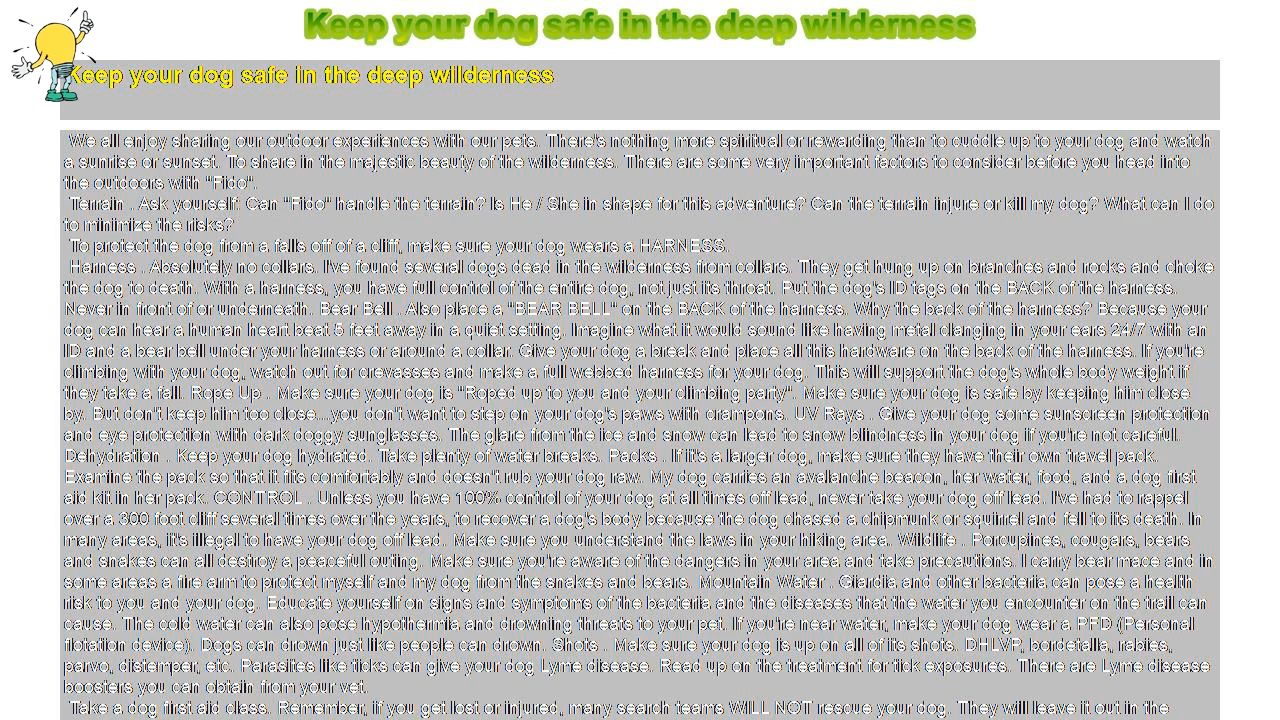 Keep your dog safe in the deep wilderness
Keep your dog safe in the deep wilderness
We all enjoy sharing our outdoor experiences with our pets. There's nothing more spiritual or rewarding than to cuddle up to your dog and watch
a sunrise or sunset. To share in the majestic beauty of the wilderness. There are some very important factors to consider before you head into
the outdoors with "Fido".
Terrain . Ask yourself: Can "Fido" handle the terrain? Is He / She in shape for this adventure? Can the terrain injure or kill my dog? What can I do
to minimize the risks?
To protect the dog from a falls off of a cliff, make sure your dog wears a HARNESS.
Harness . Absolutely no collars. I've found several dogs dead in the wilderness from collars. They get hung up on branches and rocks and choke
the dog to death. With a harness, you have full control of the entire dog, not just its throat. Put the dog's ID tags on the BACK of the harness.
Never in front of or underneath. Bear Bell . Also place a "BEAR BELL" on the BACK of the harness. Why the back of the harness? Because your
dog can hear a human heart beat 5 feet away in a quiet setting. Imagine what it would sound like having metal clanging in your ears 24/7 with an
ID and a bear bell under your harness or around a collar. Give your dog a break and place all this hardware on the back of the harness. If you're
climbing with your dog, watch out for crevasses and make a full webbed harness for your dog. This will support the dog's whole body weight if
they take a fall. Rope Up . Make sure your dog is "Roped up to you and your climbing party". Make sure your dog is safe by keeping him close
by. But don't keep him too close...you don't want to step on your dog's paws with crampons. UV Rays . Give your dog some sunscreen protection
and eye protection with dark doggy sunglasses. The glare from the ice and snow can lead to snow blindness in your dog if you're not careful.
Dehydration . Keep your dog hydrated. Take plenty of water breaks. Packs . If it's a larger dog, make sure they have their own travel pack.
Examine the pack so that it fits comfortably and doesn't rub your dog raw. My dog carries an avalanche beacon, her water, food, and a dog first
aid kit in her pack. CONTROL . Unless you have 100% control of your dog at all times off lead, never take your dog off lead. I've had to rappel
over a 300 foot cliff several times over the years, to recover a dog's body because the dog chased a chipmunk or squirrel and fell to its death. In
many areas, it's illegal to have your dog off lead. Make sure you understand the laws in your hiking area. Wildlife . Porcupines, cougars, bears
and snakes can all destroy a peaceful outing. Make sure you're aware of the dangers in your area and take precautions. I carry bear mace and in
some areas a fire arm to protect myself and my dog from the snakes and bears. Mountain Water . Giardia and other bacteria can pose a health
risk to you and your dog. Educate yourself on signs and symptoms of the bacteria and the diseases that the water you encounter on the trail can
cause. The cold water can also pose hypothermia and drowning threats to your pet. If you're near water, make your dog wear a PFD (Personal
flotation device). Dogs can drown just like people can drown. Shots . Make sure your dog is up on all of its shots. DHLVP, bordetalla, rabies,
parvo, distemper, etc. Parasites like ticks can give your dog Lyme disease. Read up on the treatment for tick exposures. There are Lyme disease
boosters you can obtain from your vet.
Take a dog first aid class. Remember, if you get lost or injured, many search teams WILL NOT rescue your dog. They will leave it out in the